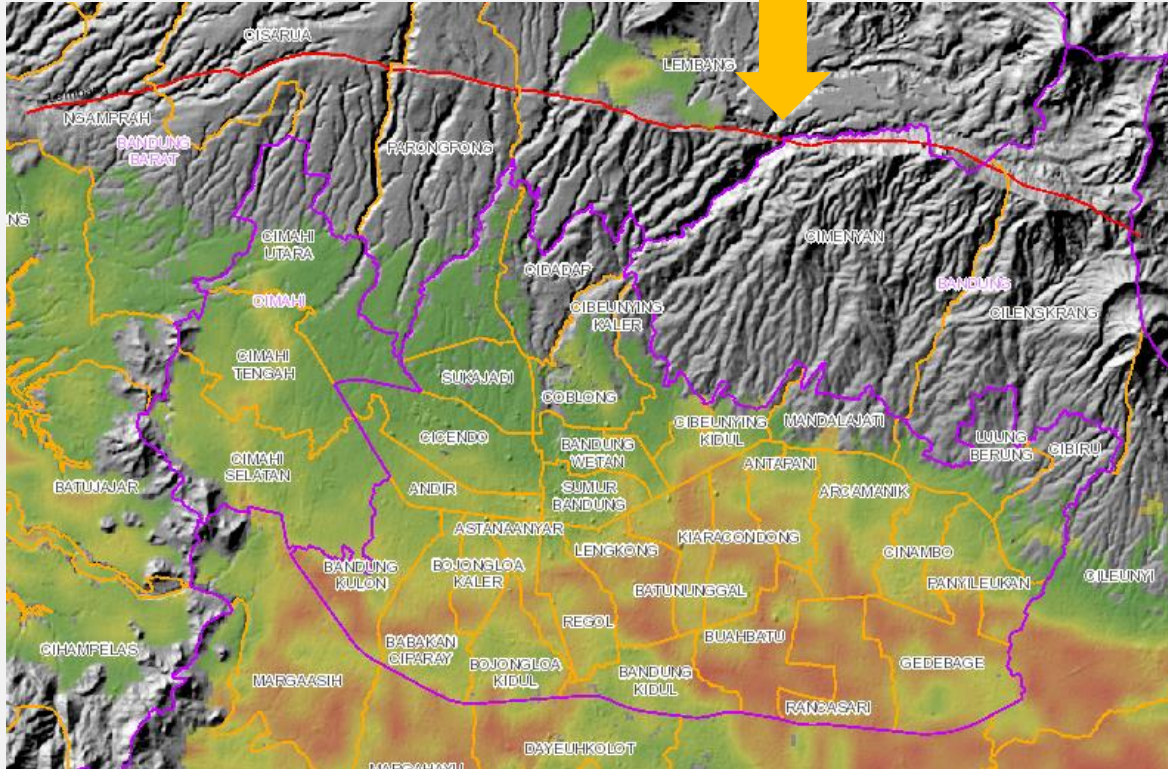 CISARUA
LEMBANG
NGAMPRAH
BANDUNG
BARAT
PARONGPONG
CIMAHI
UTARA
CIMENYAN
CIDADAP
BANDUNG
CIMAHI
CIBEUNYING
KALER
CILENGKRANG
CIMAHI
TENGAH
SUKAJADI
COBLONG
CIBEUNYING
KIDUL
MANDALAJATI
CICENDO
BANDUNG
WETAN
UJUNG
BERUNG
CIBIRU
CIMAHI
SELATAN
ANTAPANI
BATUJAJAR
ANDIR
SUMUR
BANDUNG
ARCAMANIK
ASTANAANYAR
KIARACONDONG
LENGKONG
CINAMBO
BANDUNG
KULON
BOJONGLOA
KALER
PANYILEUKAN
CILEUNYI
BATUNUNGGAL
REGOL
BUAHBATU
BABAKAN
CIPARAY
CIHAMPELAS
GEDEBAGE
BOJONGLOA
KIDUL
BANDUNG
KIDUL
MARGAASIH
RANCASARI
DAYEUHKOLOT
MARGAHAYU